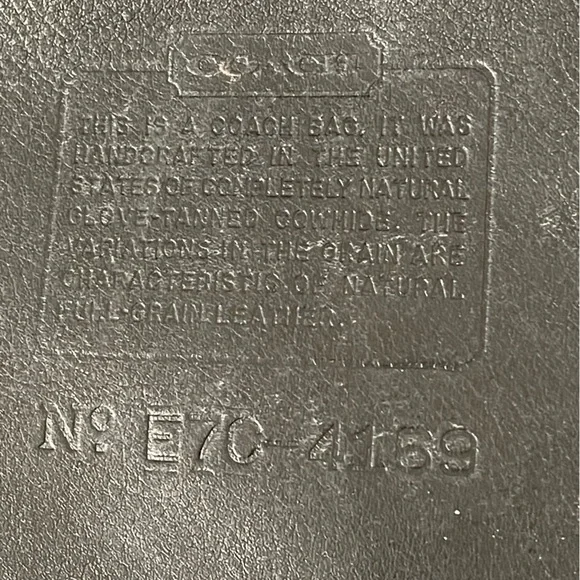 COACH
THIS IS A COACH BAG. IT WAS
HANDCRAFTED IN THE UNITED
STATES OF COMPLETELY NATURAL
GLOVE-TANNED COWHIDE. THE
VARIATIONS IN THE GRAIN ARE
CHARACTERISTIC OF NATURAL
FULL-GRAIN LEATHER.
Nº E7C-4169